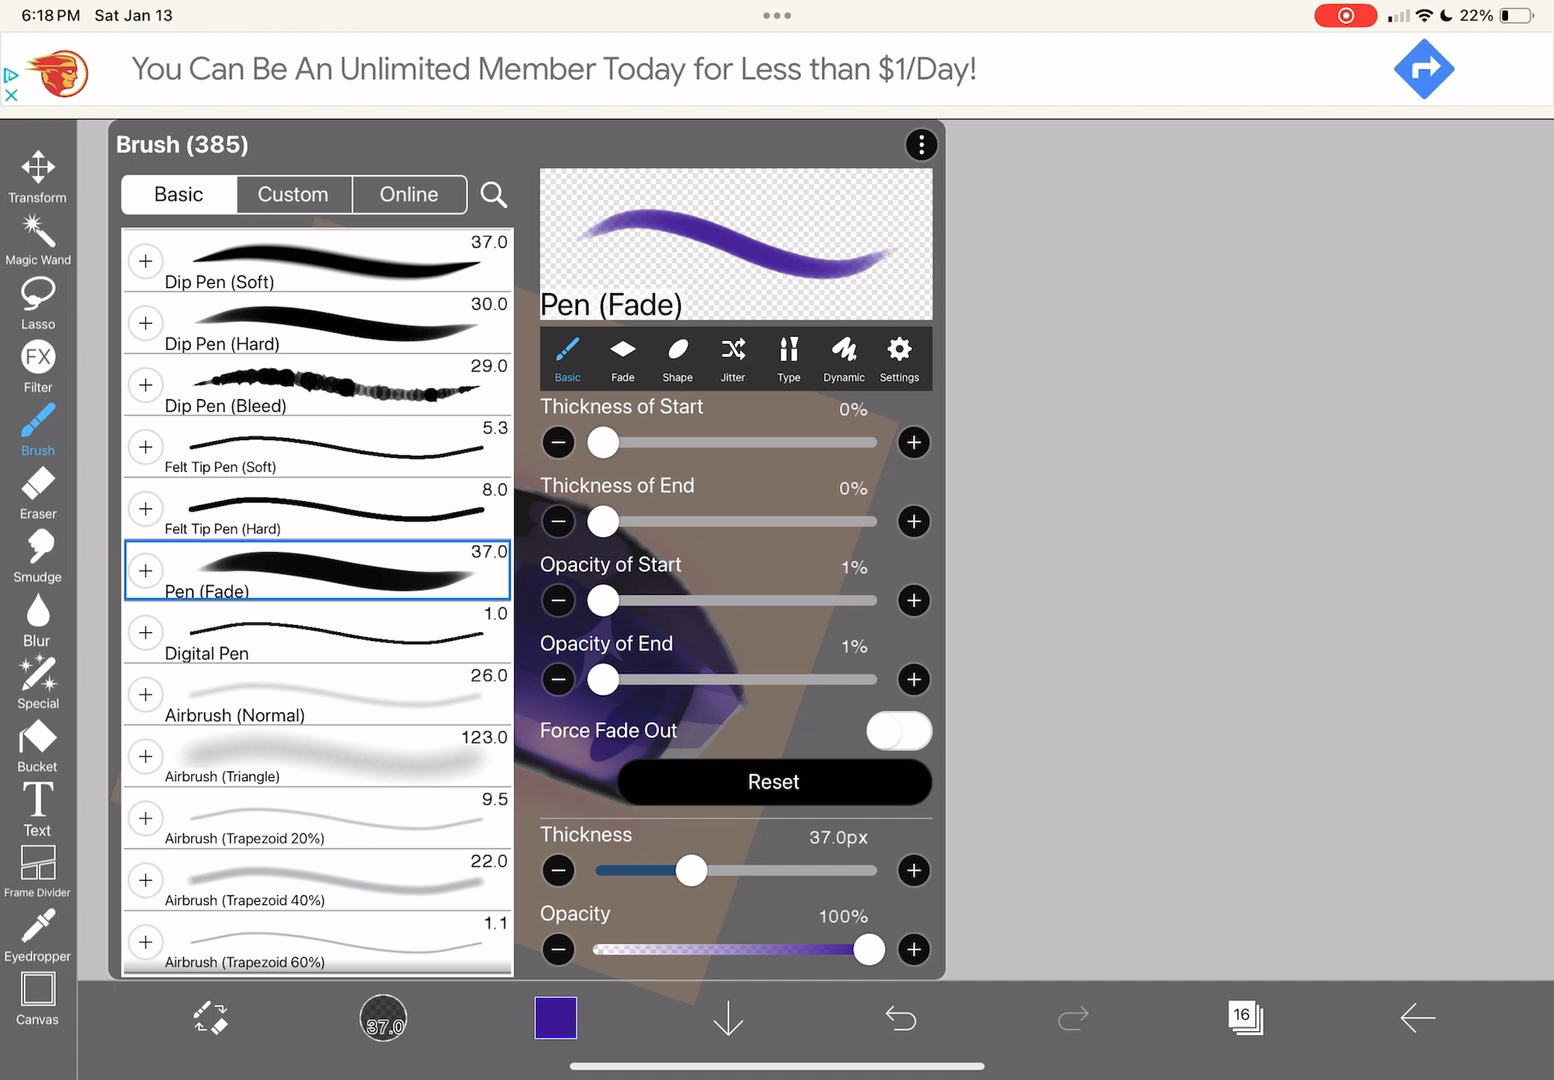 6:18 PM Sat Jan 13
22%
You Can Be An Unlimited Member Today for Less than $1/Day!
Transform
Magic Wand
Lasso
FX
Filter
Brush
Eraser
Smudge
Blur
Special
Bucket
T
Text
Frame Divider
Eyedropper
Canvas
Brush (385)
Basic Custom Online
37.0
Dip Pen (Soft)
30.0
Dip Pen (Hard)
29.0
Dip Pen (Bleed)
5.3
Felt Tip Pen (Soft)
8.0
Felt Tip Pen (Hard)
37.0
Pen (Fade)
1.0
Digital Pen
26.0
Airbrush (Normal)
123.0
Airbrush (Triangle)
9.5
Airbrush (Trapezoid 20%)
22.0
Airbrush (Trapezoid 40%)
1.1
Airbrush (Trapezoid 60%)
Pen (Fade)
Basic Fade Shape Jitter Type Dynamic Settings
Thickness of Start 0%
Thickness of End 0%
Opacity of Start 1%
Opacity of End 1%
Force Fade Out
Reset
Thickness 37.0px
Opacity 100%
37.0
16